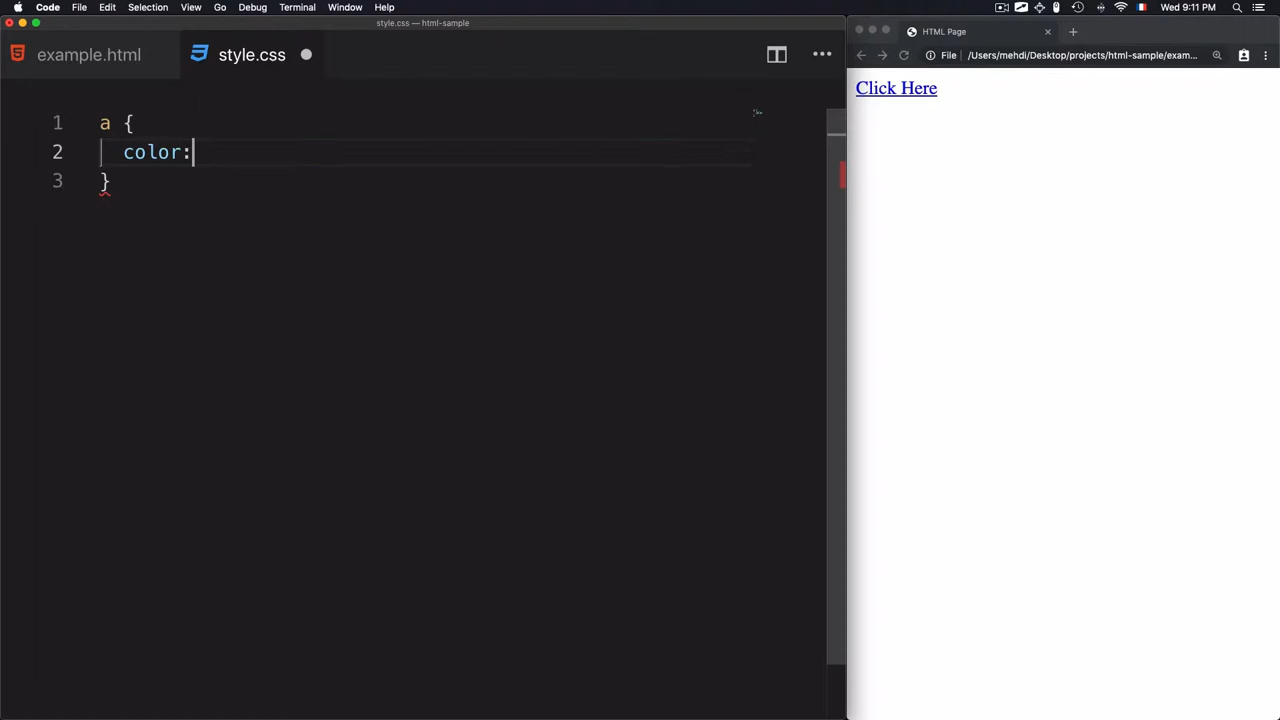 Code File Edit Selection View Go Debug Terminal Window Help Wed 9:11 PM
style.css — html-sample
example.html style.css
1 a {
2 color:
3 }
HTML Page
File /Users/mehdi/Desktop/projects/html-sample/exam...
Click Here